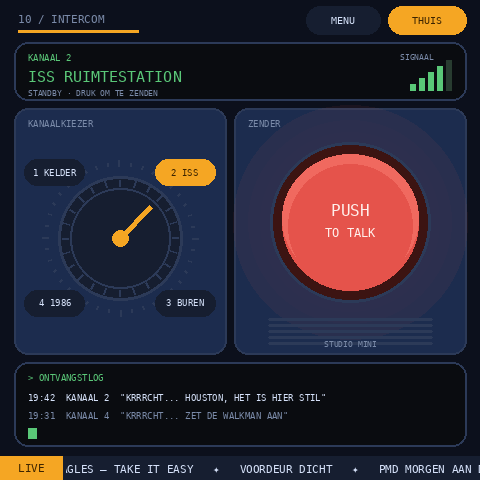 10 / INTERCOM
MENU
THUIS
KANAAL 2
ISS RUIMTESTATION
STANDBY · DRUK OM TE ZENDEN
SIGNAAL
KANAALKIEZER
1 KELDER
2 ISS
4 1986
3 BUREN
ZENDER
PUSH
TO TALK
STUDIO MINI
> ONTVANGSTLOG
19:42 KANAAL 2 "KRRRCHT... HOUSTON, HET IS HIER STIL"
19:31 KANAAL 4 "KRRRCHT... ZET DE WALKMAN AAN"
LIVE
GLES — TAKE IT EASY ✦ VOORDEUR DICHT ✦ PMD MORGEN AAN